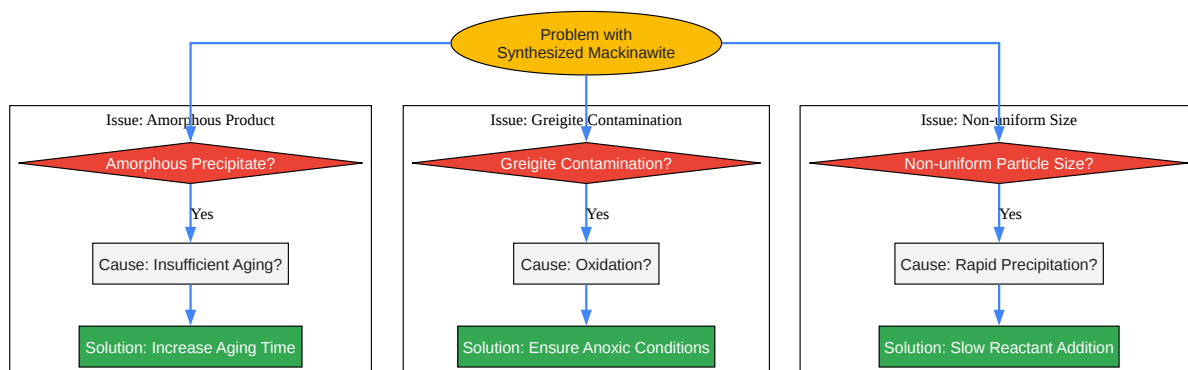 Problem with
Synthesized Mackinawite
Issue: Amorphous Product
Amorphous Precipitate?
Yes
Cause: Insufficient Aging?
Solution: Increase Aging Time
Issue: Greigite Contamination
Greigite Contamination?
Yes
Cause: Oxidation?
Solution: Ensure Anoxic Conditions
Issue: Non-uniform Size
Non-uniform Particle Size?
Yes
Cause: Rapid Precipitation?
Solution: Slow Reactant Addition